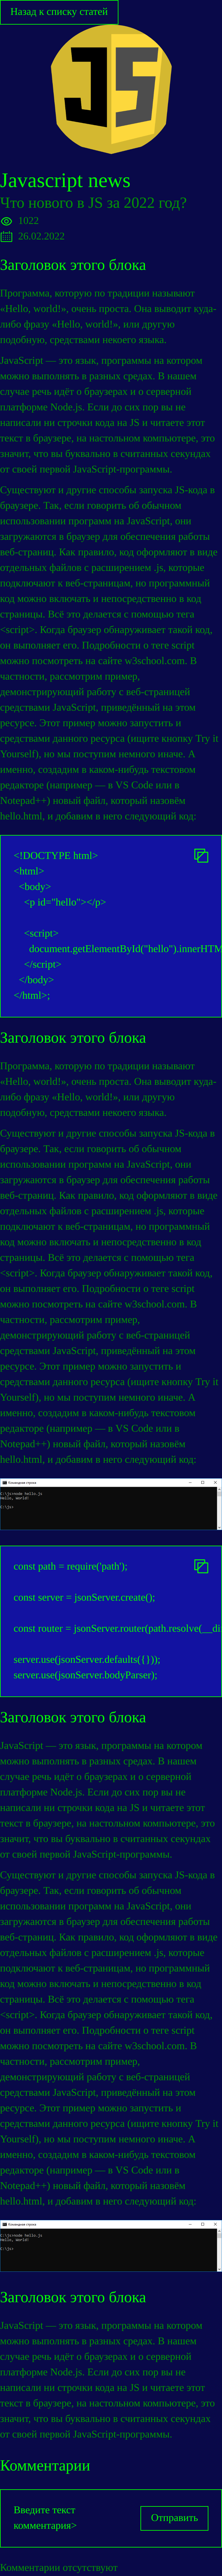 Назад к списку статей
JS
Javascript news
Что нового в JS за 2022 год?
1022
26.02.2022
Заголовок этого блока
Программа, которую по традиции называют
«Hello, world!», очень проста. Она выводит куда-
либо фразу «Hello, world!», или другую
подобную, средствами некоего языка.
JavaScript — это язык, программы на котором
можно выполнять в разных средах. В нашем
случае речь идёт о браузерах и о серверной
платформе Node.js. Если до сих пор вы не
написали ни строчки кода на JS и читаете этот
текст в браузере, на настольном компьютере, это
значит, что вы буквально в считанных секундах
от своей первой JavaScript-программы.
Существуют и другие способы запуска JS-кода в
браузере. Так, если говорить об обычном
использовании программ на JavaScript, они
загружаются в браузер для обеспечения работы
веб-страниц. Как правило, код оформляют в виде
отдельных файлов с расширением .js, которые
подключают к веб-страницам, но программный
код можно включать и непосредственно в код
страницы. Всё это делается с помощью тега
<script>. Когда браузер обнаруживает такой код,
он выполняет его. Подробности о теге script
можно посмотреть на сайте w3school.com. В
частности, рассмотрим пример,
демонстрирующий работу с веб-страницей
средствами JavaScript, приведённый на этом
ресурсе. Этот пример можно запустить и
средствами данного ресурса (ищите кнопку Try it
Yourself), но мы поступим немного иначе. А
именно, создадим в каком-нибудь текстовом
редакторе (например — в VS Code или в
Notepad++) новый файл, который назовём
hello.html, и добавим в него следующий код:
<!DOCTYPE html>
<html>
<body>
<p id="hello"></p>
<script>
document.getElementById("hello").innerHTM
</script>
</body>
</html>;
Заголовок этого блока
Программа, которую по традиции называют
«Hello, world!», очень проста. Она выводит куда-
либо фразу «Hello, world!», или другую
подобную, средствами некоего языка.
Существуют и другие способы запуска JS-кода в
браузере. Так, если говорить об обычном
использовании программ на JavaScript, они
загружаются в браузер для обеспечения работы
веб-страниц. Как правило, код оформляют в виде
отдельных файлов с расширением .js, которые
подключают к веб-страницам, но программный
код можно включать и непосредственно в код
страницы. Всё это делается с помощью тега
<script>. Когда браузер обнаруживает такой код,
он выполняет его. Подробности о теге script
можно посмотреть на сайте w3school.com. В
частности, рассмотрим пример,
демонстрирующий работу с веб-страницей
средствами JavaScript, приведённый на этом
ресурсе. Этот пример можно запустить и
средствами данного ресурса (ищите кнопку Try it
Yourself), но мы поступим немного иначе. А
именно, создадим в каком-нибудь текстовом
редакторе (например — в VS Code или в
Notepad++) новый файл, который назовём
hello.html, и добавим в него следующий код:
Командная строка
C:\js>node hello.js
Hello, World!
C:\js>
const path = require('path');
const server = jsonServer.create();
const router = jsonServer.router(path.resolve(__di
server.use(jsonServer.defaults({}));
server.use(jsonServer.bodyParser);
Заголовок этого блока
JavaScript — это язык, программы на котором
можно выполнять в разных средах. В нашем
случае речь идёт о браузерах и о серверной
платформе Node.js. Если до сих пор вы не
написали ни строчки кода на JS и читаете этот
текст в браузере, на настольном компьютере, это
значит, что вы буквально в считанных секундах
от своей первой JavaScript-программы.
Существуют и другие способы запуска JS-кода в
браузере. Так, если говорить об обычном
использовании программ на JavaScript, они
загружаются в браузер для обеспечения работы
веб-страниц. Как правило, код оформляют в виде
отдельных файлов с расширением .js, которые
подключают к веб-страницам, но программный
код можно включать и непосредственно в код
страницы. Всё это делается с помощью тега
<script>. Когда браузер обнаруживает такой код,
он выполняет его. Подробности о теге script
можно посмотреть на сайте w3school.com. В
частности, рассмотрим пример,
демонстрирующий работу с веб-страницей
средствами JavaScript, приведённый на этом
ресурсе. Этот пример можно запустить и
средствами данного ресурса (ищите кнопку Try it
Yourself), но мы поступим немного иначе. А
именно, создадим в каком-нибудь текстовом
редакторе (например — в VS Code или в
Notepad++) новый файл, который назовём
hello.html, и добавим в него следующий код:
Командная строка
C:\js>node hello.js
Hello, World!
C:\js>
Заголовок этого блока
JavaScript — это язык, программы на котором
можно выполнять в разных средах. В нашем
случае речь идёт о браузерах и о серверной
платформе Node.js. Если до сих пор вы не
написали ни строчки кода на JS и читаете этот
текст в браузере, на настольном компьютере, это
значит, что вы буквально в считанных секундах
от своей первой JavaScript-программы.
Комментарии
Введите текст
комментария>
Отправить
Комментарии отсутствуют